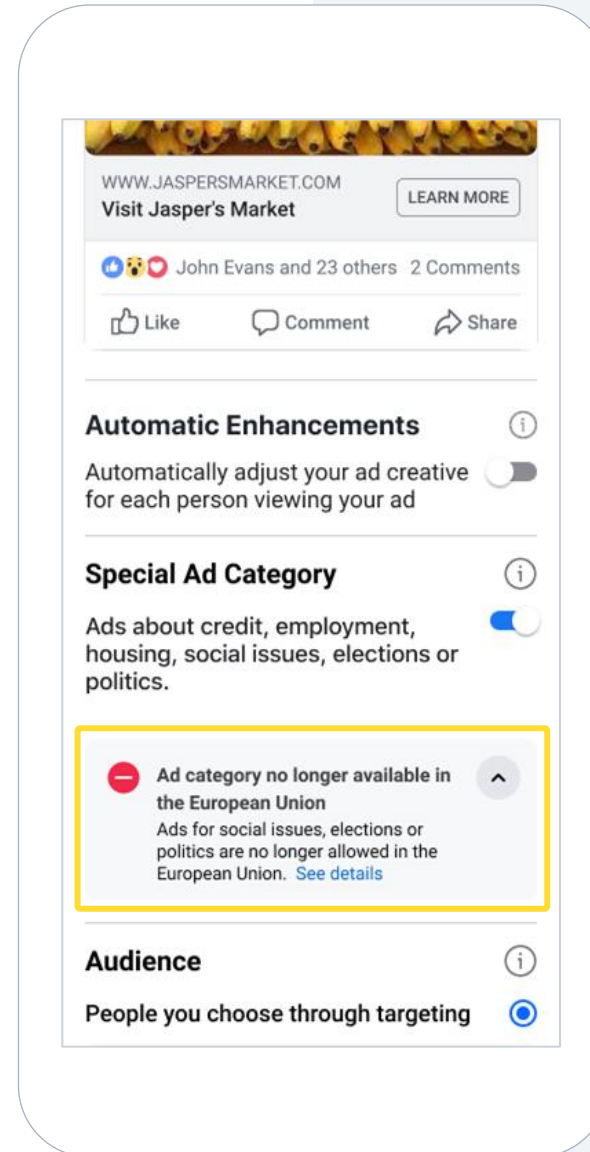 WWW.JASPERSMARKET.COM
Visit Jasper's Market
LEARN MORE
John Evans and 23 others 2 Comments
Like Comment Share
Automatic Enhancements
Automatically adjust your ad creative
for each person viewing your ad
Special Ad Category
Ads about credit, employment,
housing, social issues, elections or
politics.
Ad category no longer available in
the European Union
Ads for social issues, elections or
politics are no longer allowed in the
European Union. See details
Audience
People you choose through targeting